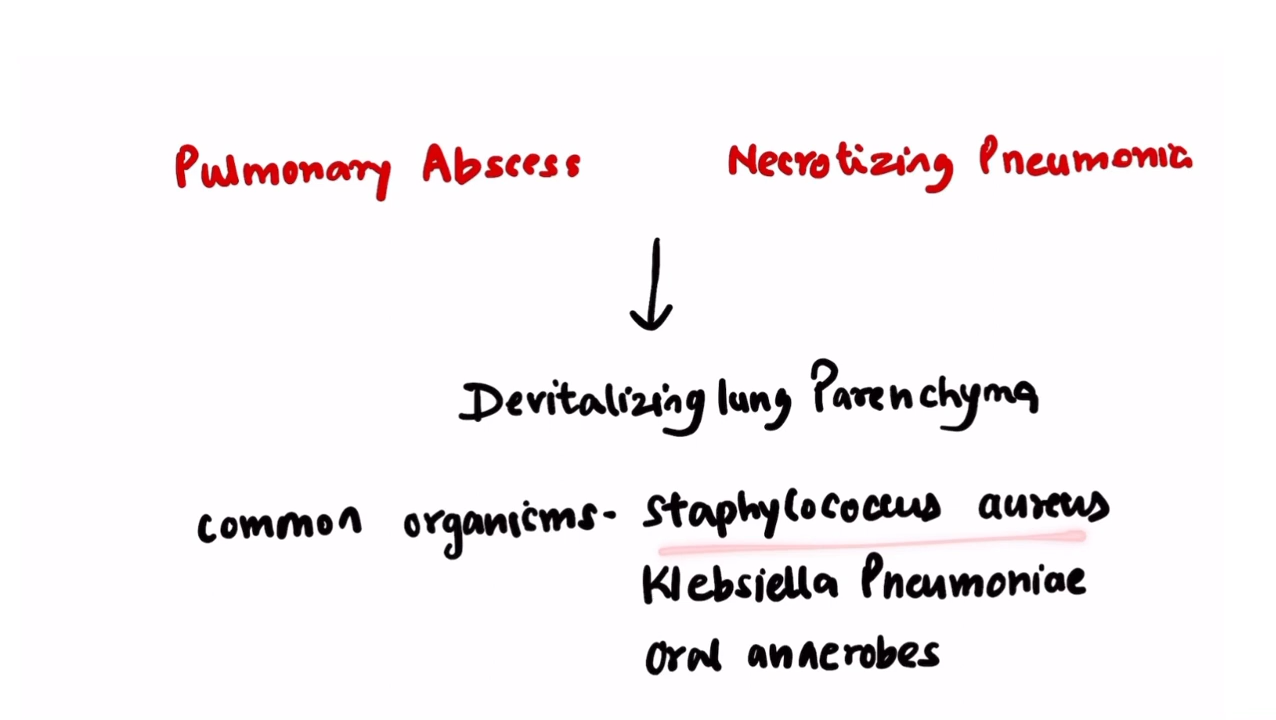 Pulmonary Abscess Necrotizing Pneumonia
Devitalizing lung Parenchyma
common organisms- staphylococcus aureus
Klebsiella Pneumoniae
oral anaerobes